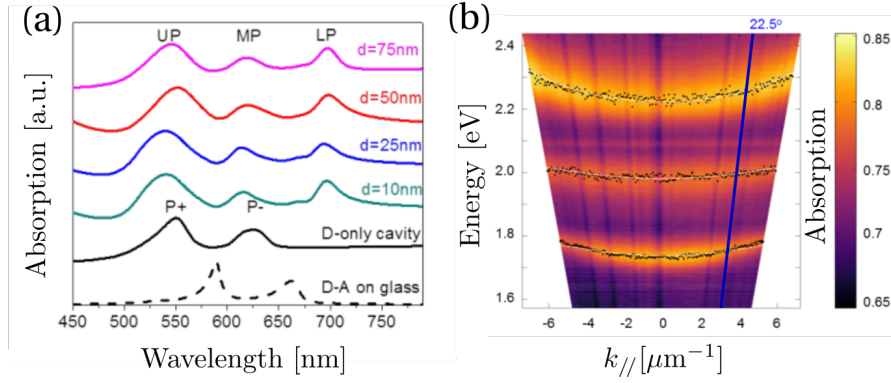 (a)
UP MP LP
d=75nm
d=50nm
d=25nm
d=10nm
P+ P-
D-only cavity
D-A on glass
450 500 550 600 650 700 750
Wavelength [nm]
Absorption [a.u.]
(b)
22.5°
2.4
2.2
2.0
1.8
1.6
-6 -4 -2 0 2 4 6
k// [μm⁻¹]
Energy [eV]
0.85
0.8
0.75
0.7
0.65
Absorption